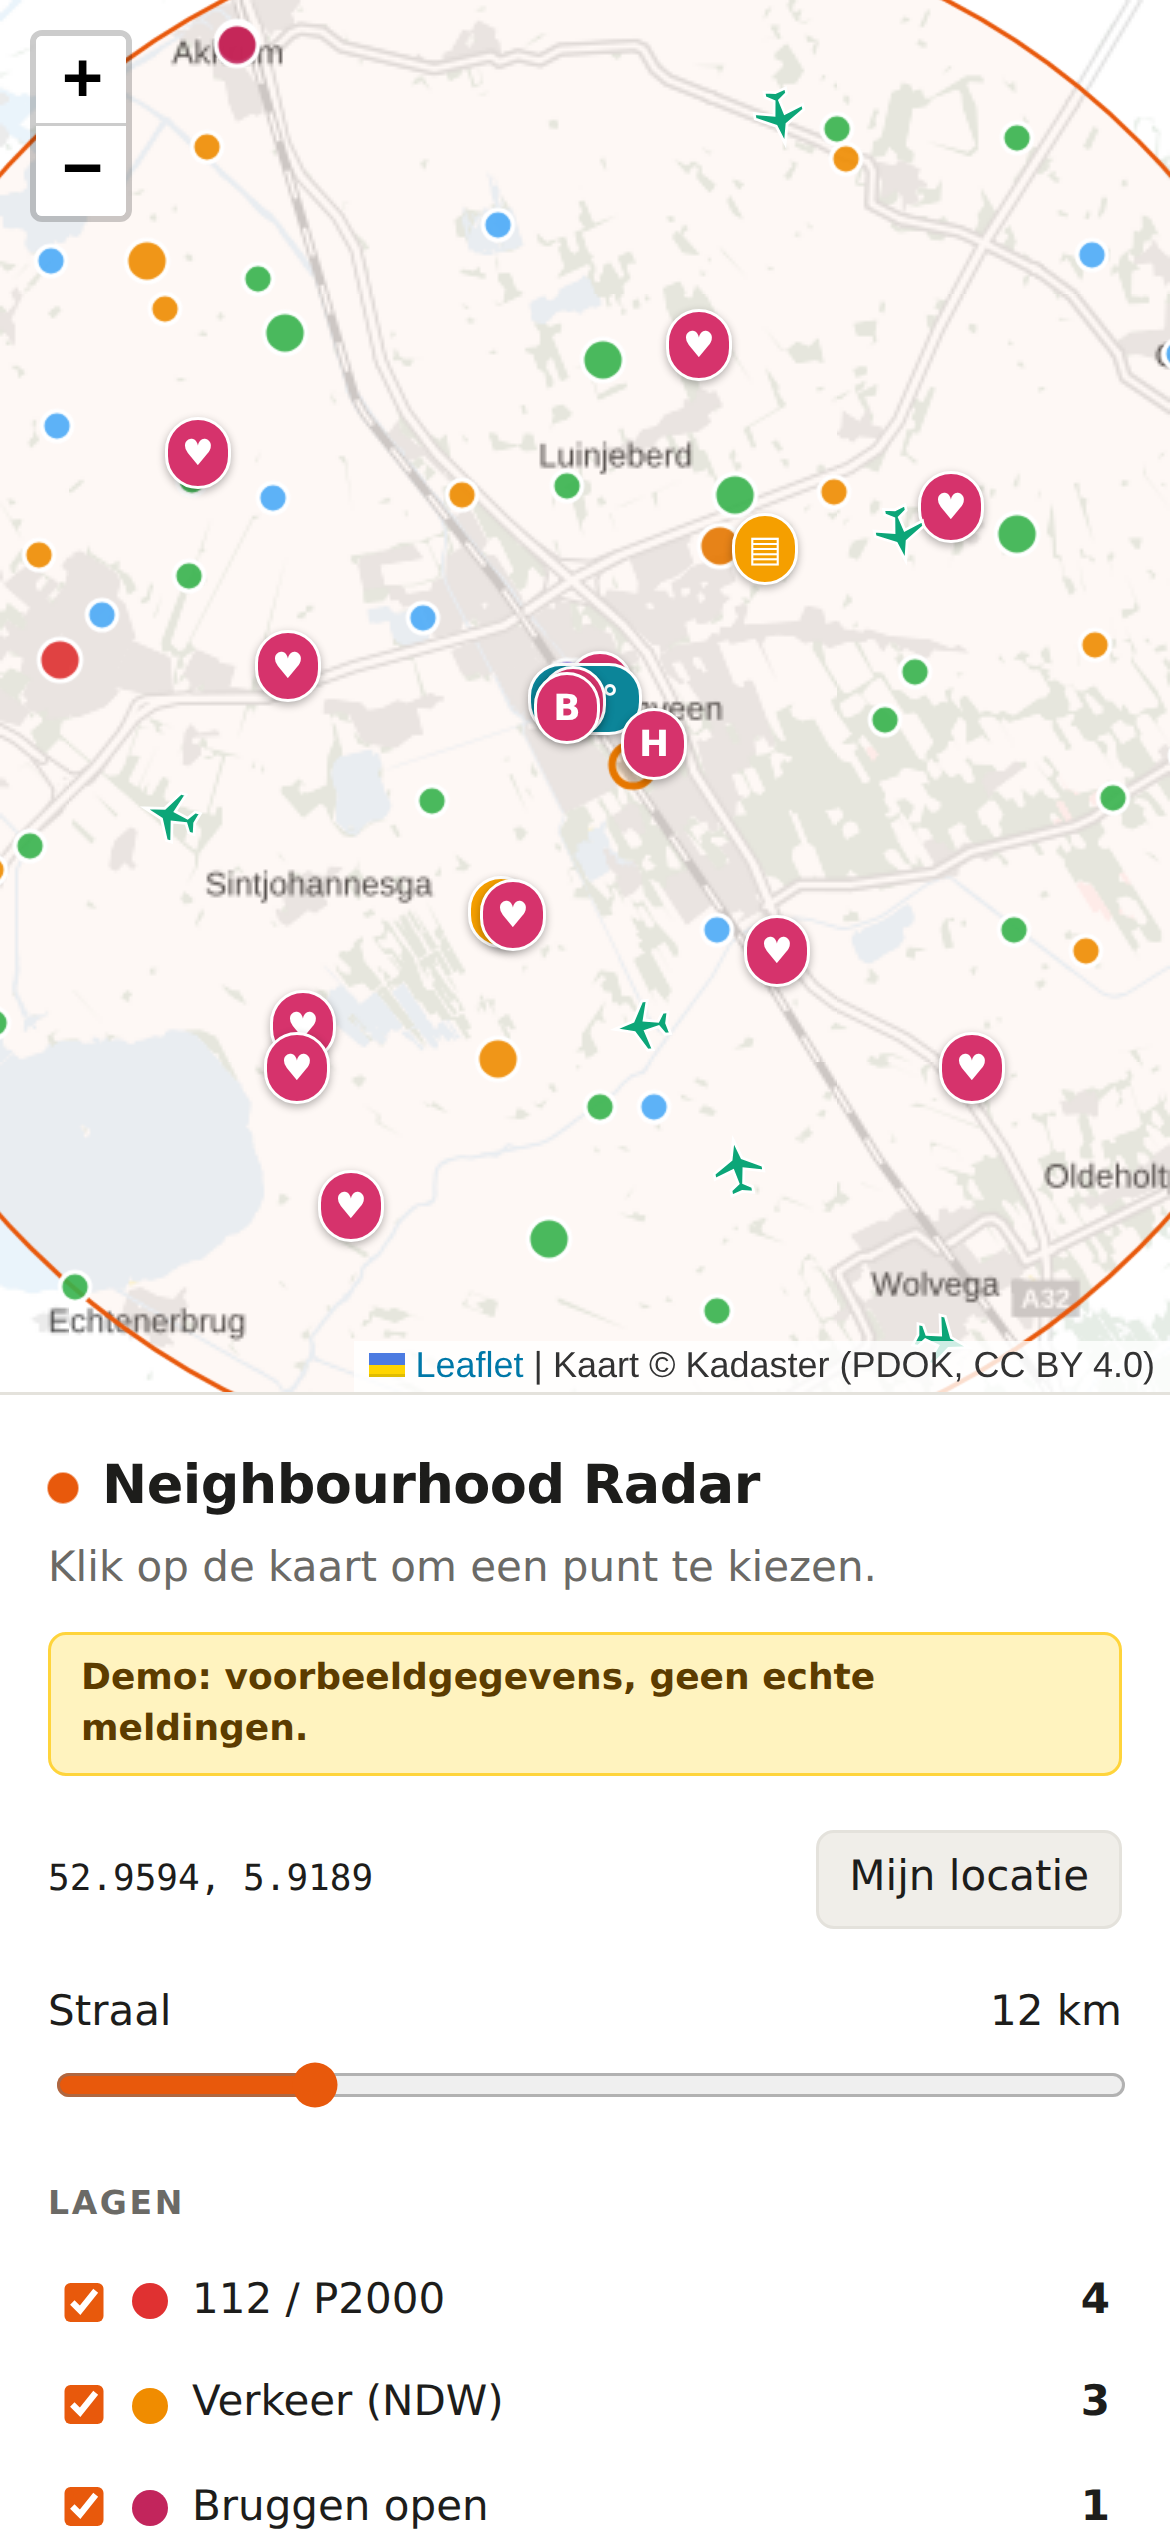 +
−
Luinjeberd
B
H
Sintjohannesga
Wolvega
A32
Echtenerbrug
Leaflet | Kaart © Kadaster (PDOK, CC BY 4.0)
Neighbourhood Radar
Klik op de kaart om een punt te kiezen.
Demo: voorbeeldgegevens, geen echte
meldingen.
52.9594, 5.9189
Mijn locatie
Straal 12 km
LAGEN
112 / P2000 4
Verkeer (NDW) 3
Bruggen open 1